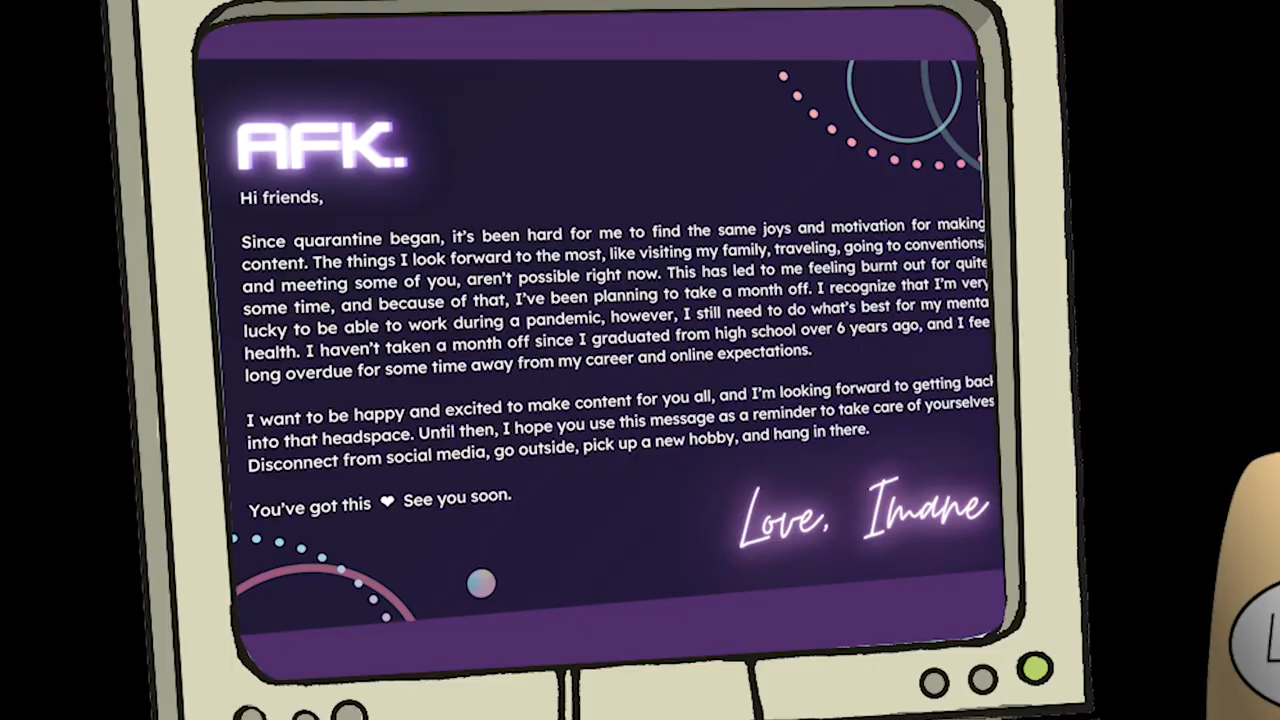 AFK.
Hi friends,
Since quarantine began, it's been hard for me to find the same joys and motivation for making
content. The things I look forward to the most, like visiting my family, traveling, going to conventions,
and meeting some of you, aren't possible right now. This has led to me feeling burnt out for quite
some time, and because of that, I've been planning to take a month off. I recognize that I'm very
lucky to be able to work during a pandemic, however, I still need to do what's best for my menta
health. I haven't taken a month off since I graduated from high school over 6 years ago, and I fee
long overdue for some time away from my career and online expectations.
I want to be happy and excited to make content for you all, and I'm looking forward to getting back
into that headspace. Until then, I hope you use this message as a reminder to take care of yourselves
Disconnect from social media, go outside, pick up a new hobby, and hang in there.
You've got this ❤ See you soon.
Love, Imane